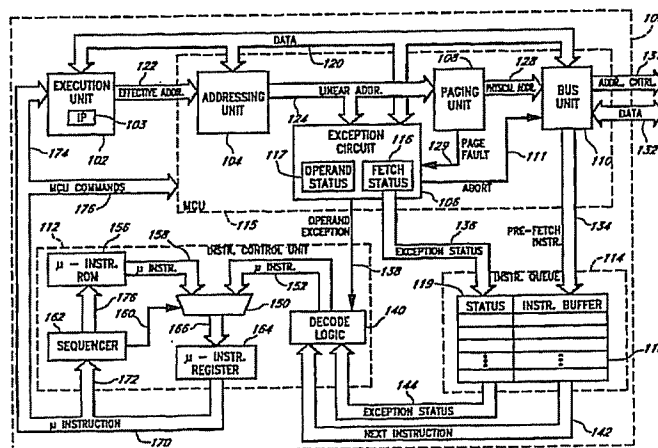 DATA
120
10
122
EFFECTIVE ADDR.
EXECUTION
UNIT
IP
103
102
174
ADDRESSING
UNIT
104
LINEAR ADDR.
124
108
PAGING
UNIT
128
PHYSICAL ADDR.
BUS
UNIT
110
ADDR., CNTRL.
13
DATA
132
EXCEPTION
CIRCUIT
117
116
OPERAND
STATUS
FETCH
STATUS
106
129
PAGE
FAULT
111
ABORT
MCU COMMANDS
176
MCU
115
OPERAND
EXCEPTION
136
EXCEPTION STATUS
134
PRE-FETCH
INSTR.
112
156
158
INSTR. CONTROL UNIT
138
INSTR. QUEUE
114
μ - INSTR.
ROM
μ INSTR.
μ INSTR.
152
176
162
160
150
166
164
SEQUENCER
μ - INSTR.
REGISTER
DECODE
LOGIC
140
119
STATUS
INSTR. BUFFER
11
172
144
EXCEPTION STATUS
μ INSTRUCTION
170
NEXT INSTRUCTION
142